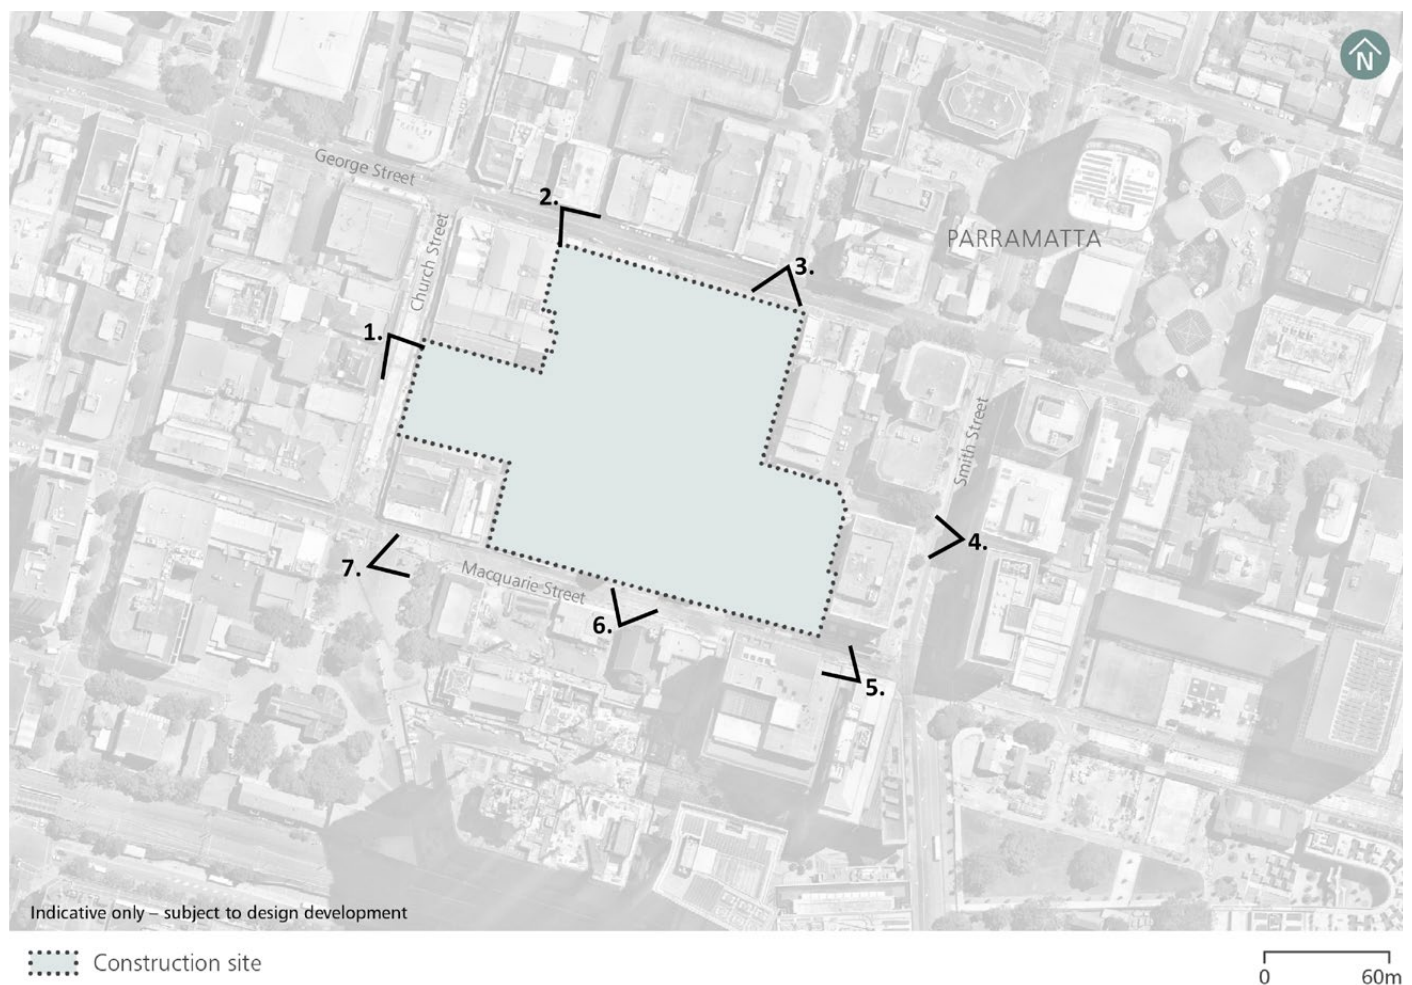 N
George Street
2.
Church Street
PARRAMATTA
3.
1.
Smith Street
4.
7.
Macquarie Street
6.
5.
Indicative only – subject to design development
Construction site
0 60m